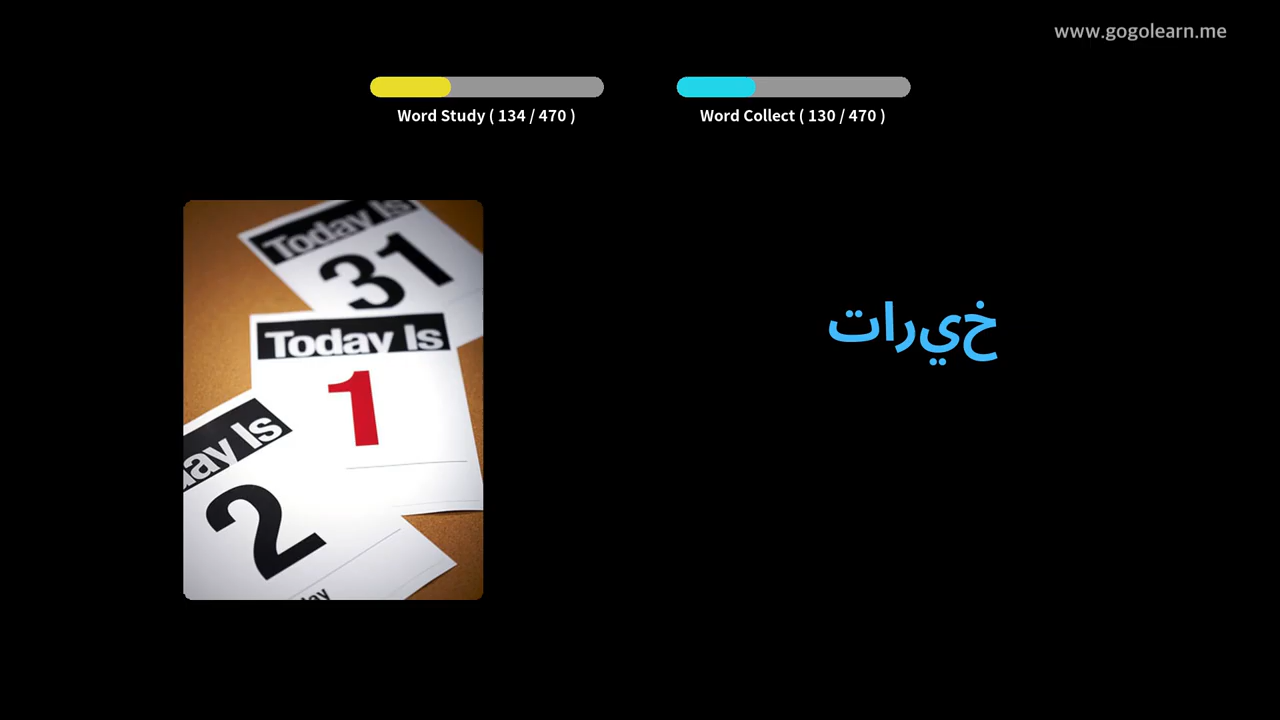 www.gogolearn.me
Word Study ( 134 / 470 )
Word Collect ( 130 / 470 )
Today Is
31
Today Is
1
day Is
2
تاريخ